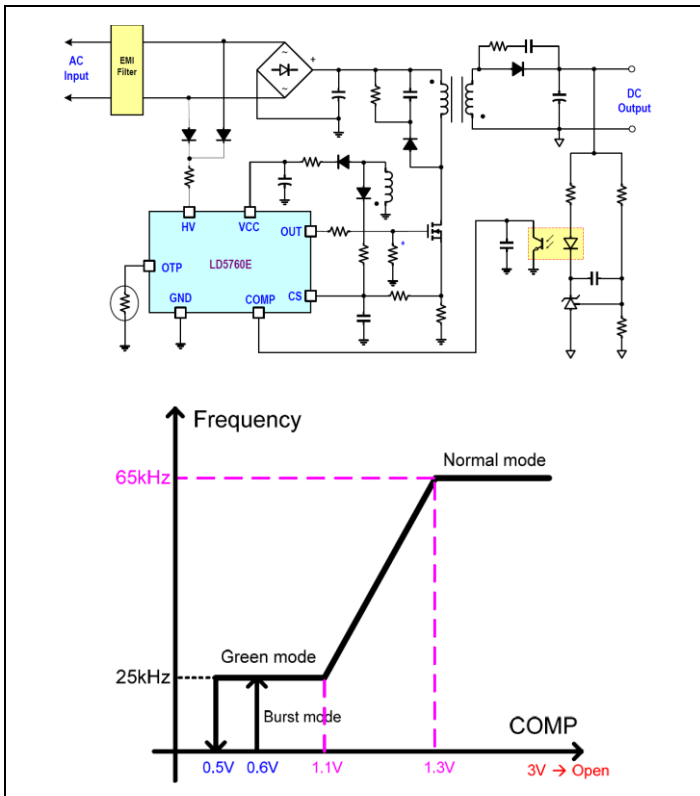 EMI
Filter
AC
Input
~
+
~
DC
Output
HV
VCC
OUT
*
OTP
LD5760E
GND
COMP
CS
Frequency
Normal mode
65kHz
Green mode
25kHz
Burst mode
COMP
0.5V
0.6V
1.1V
1.3V
3V → Open